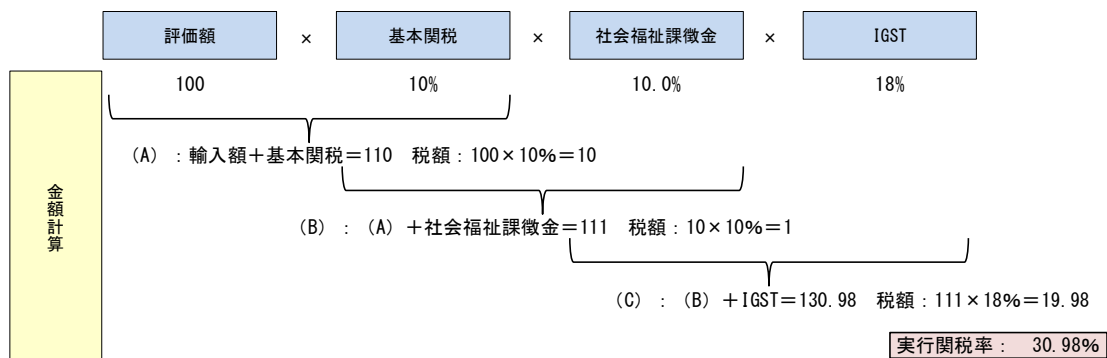 評価額 × 基本関税 × 社会福祉課徴金 × IGST
100 10% 10.0% 18%
(A) :輸入額+基本関税=110 税額:100×10%=10
金額計算
(B) : (A) +社会福祉課徴金=111 税額:10×10%=1
(C) : (B) +IGST=130.98 税額:111×18%=19.98
実行関税率: 30.98%